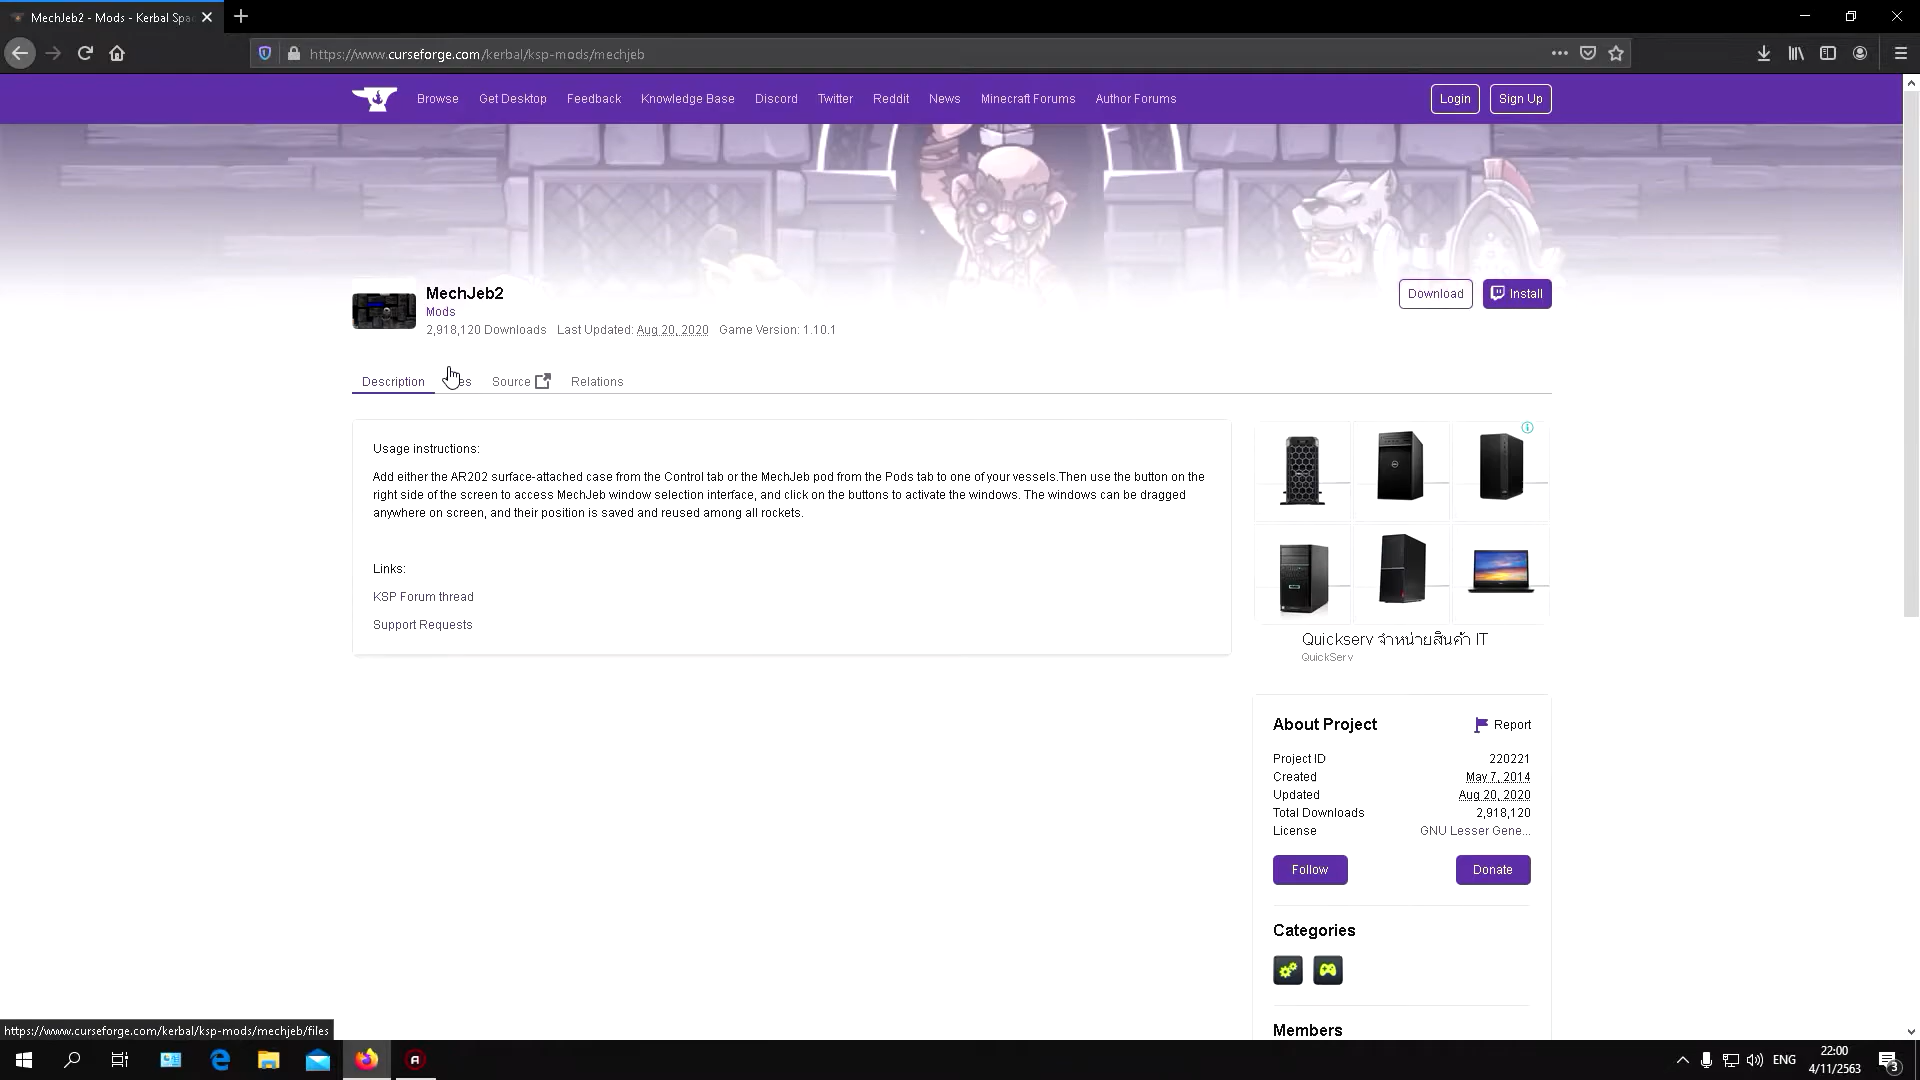 MechJeb2 - Mods - Kerbal Spa
https://www.curseforge.com/kerbal/ksp-mods/mechjeb
Browse Get Desktop Feedback Knowledge Base Discord Twitter Reddit News Minecraft Forums Author Forums Login Sign Up
MechJeb2
Mods
2,918,120 Downloads Last Updated: Aug 20, 2020 Game Version: 1.10.1
Download Install
Description Source Relations
Usage instructions:
Add either the AR202 surface-attached case from the Control tab or the MechJeb pod from the Pods tab to one of your vessels.Then use the button on the
right side of the screen to access MechJeb window selection interface, and click on the buttons to activate the windows. The windows can be dragged
anywhere on screen, and their position is saved and reused among all rockets.
Links:
KSP Forum thread
Support Requests
Quickserv จำหน่ายสินค้า IT
QuickServ
About Project Report
Project ID 220221
Created May 7, 2014
Updated Aug 20, 2020
Total Downloads 2,918,120
License GNU Lesser Gene...
Follow Donate
Categories
Members
https://www.curseforge.com/kerbal/ksp-mods/mechjeb/files
ENG
22:00
4/11/2563
3